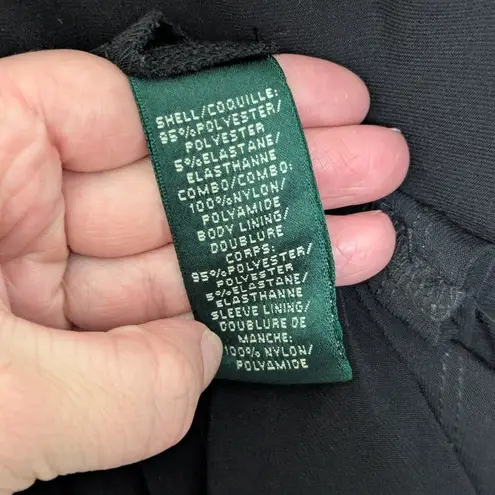 SHELL/COQUILLE:
95%POLYESTER/
POLYESTER
5%ELASTANE/
ELASTHANNE
COMBO/COMBO:
100%NYLON/
POLYAMIDE
BODY LINING/
DOUBLURE
CORPS:
95%POLYESTER/
POLYESTER
5%ELASTANE/
ELASTHANNE
SLEEVE LINING/
DOUBLURE DE
MANCHE:
100%NYLON/
POLYAMIDE